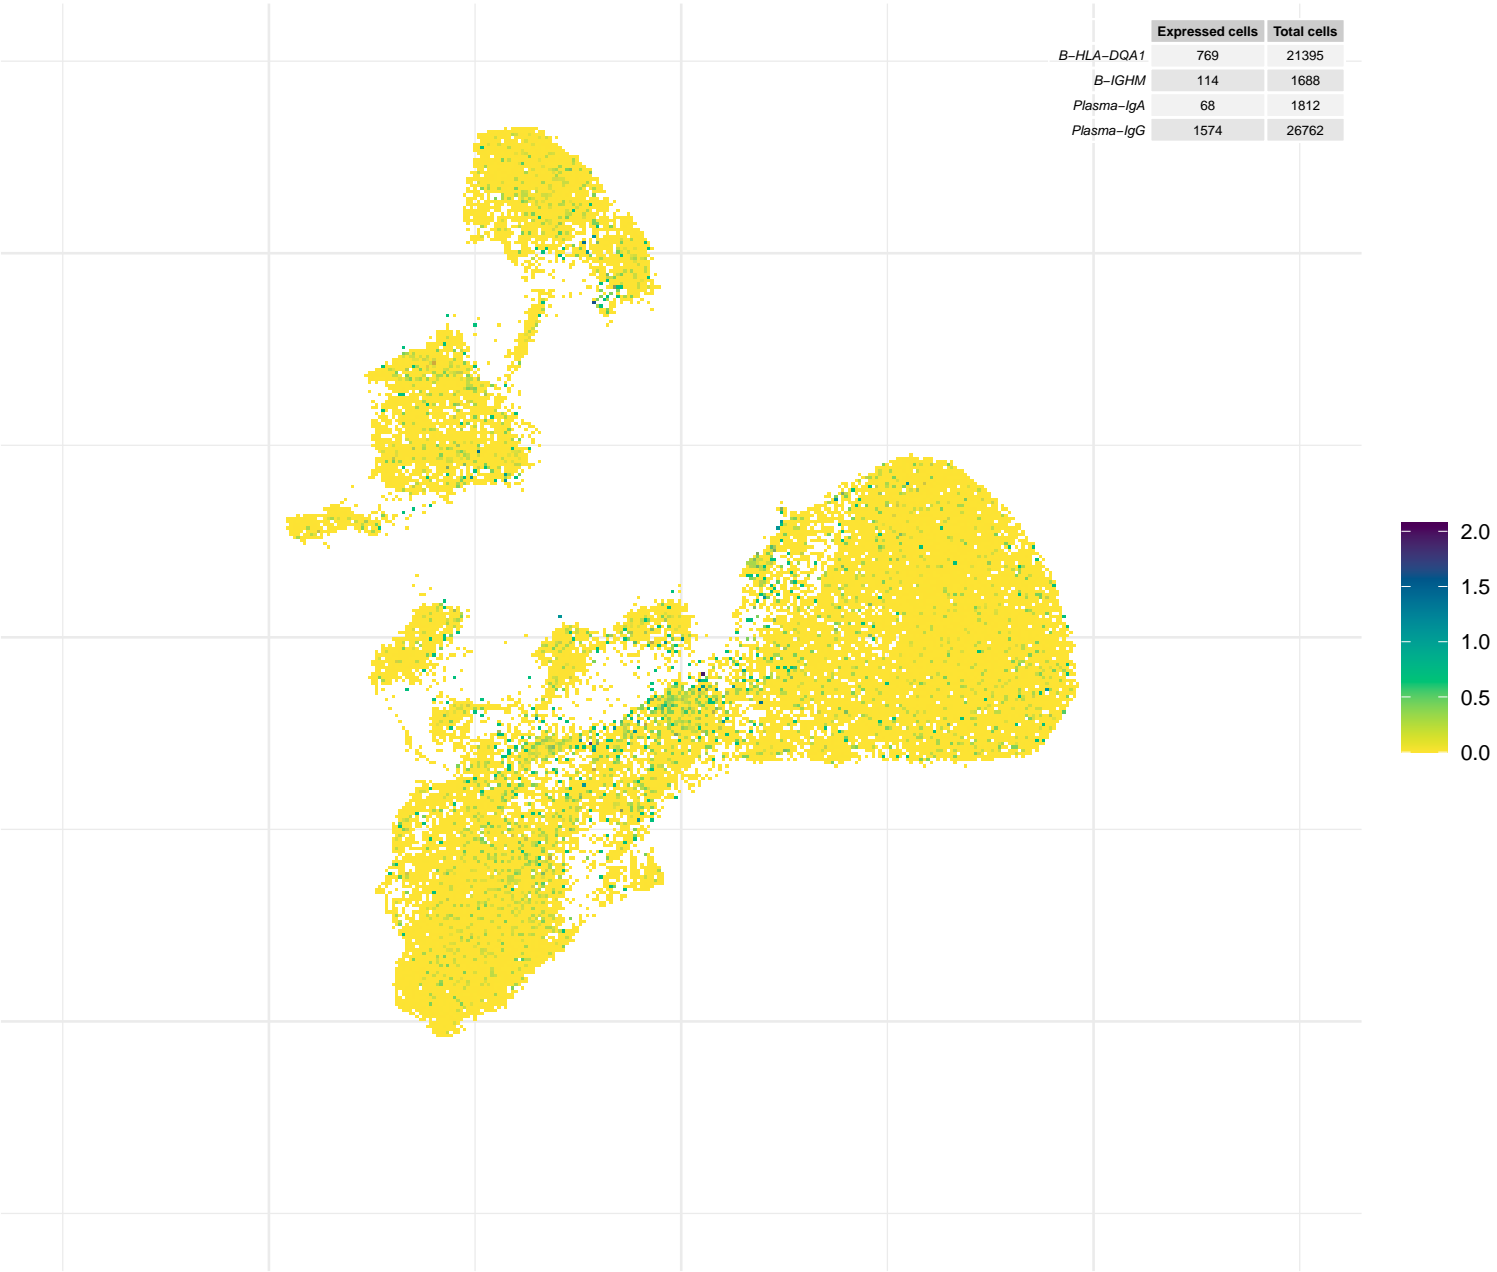 Expressed cells Total cells
B−HLA−DQA1 769 21395
B−IGHM 114 1688
Plasma−IgA 68 1812
Plasma−IgG 1574 26762
2.0
1.5
1.0
0.5
0.0